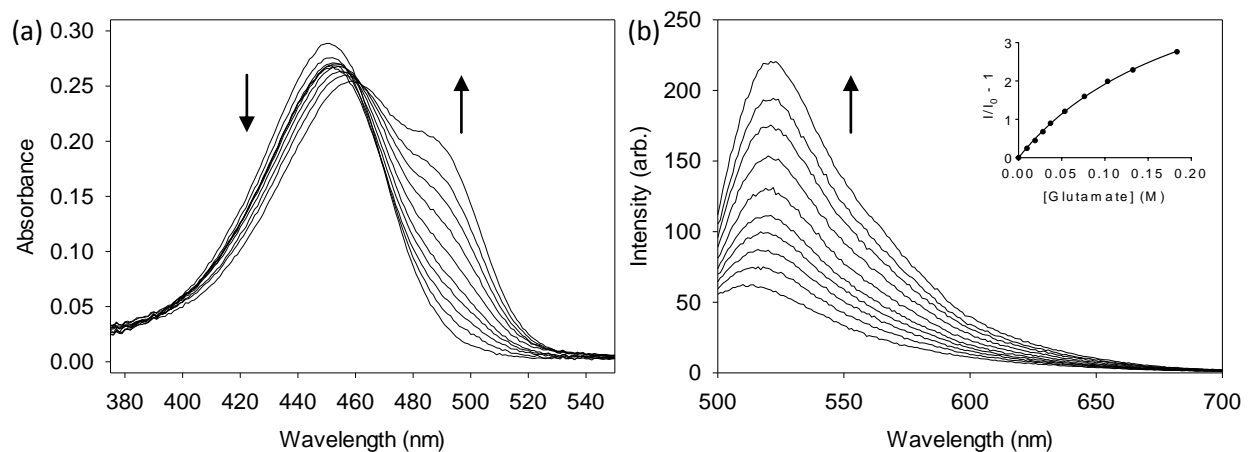 (a)
0.30
0.25
0.20
0.15
0.10
0.05
0.00
Absorbance
380 400 420 440 460 480 500 520 540
Wavelength (nm)
(b)
250
200
150
100
50
0
Intensity (arb.)
500 550 600 650 700
Wavelength (nm)
3
2
1
0
I/I0 - 1
0.00 0.05 0.10 0.15 0.20
[Glutamate] (M)